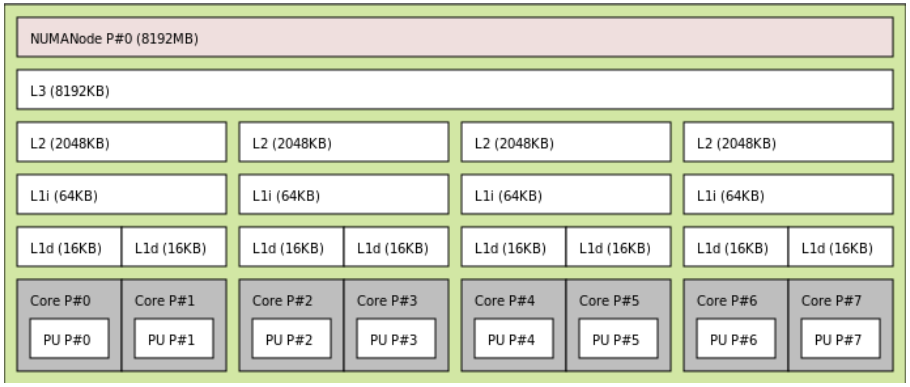 NUMANode P#0 (8192MB)
L3 (8192KB)
L2 (2048KB) L2 (2048KB) L2 (2048KB) L2 (2048KB)
L1i (64KB) L1i (64KB) L1i (64KB) L1i (64KB)
L1d (16KB) L1d (16KB) L1d (16KB) L1d (16KB) L1d (16KB) L1d (16KB) L1d (16KB) L1d (16KB)
Core P#0 Core P#1 Core P#2 Core P#3 Core P#4 Core P#5 Core P#6 Core P#7
PU P#0 PU P#1 PU P#2 PU P#3 PU P#4 PU P#5 PU P#6 PU P#7